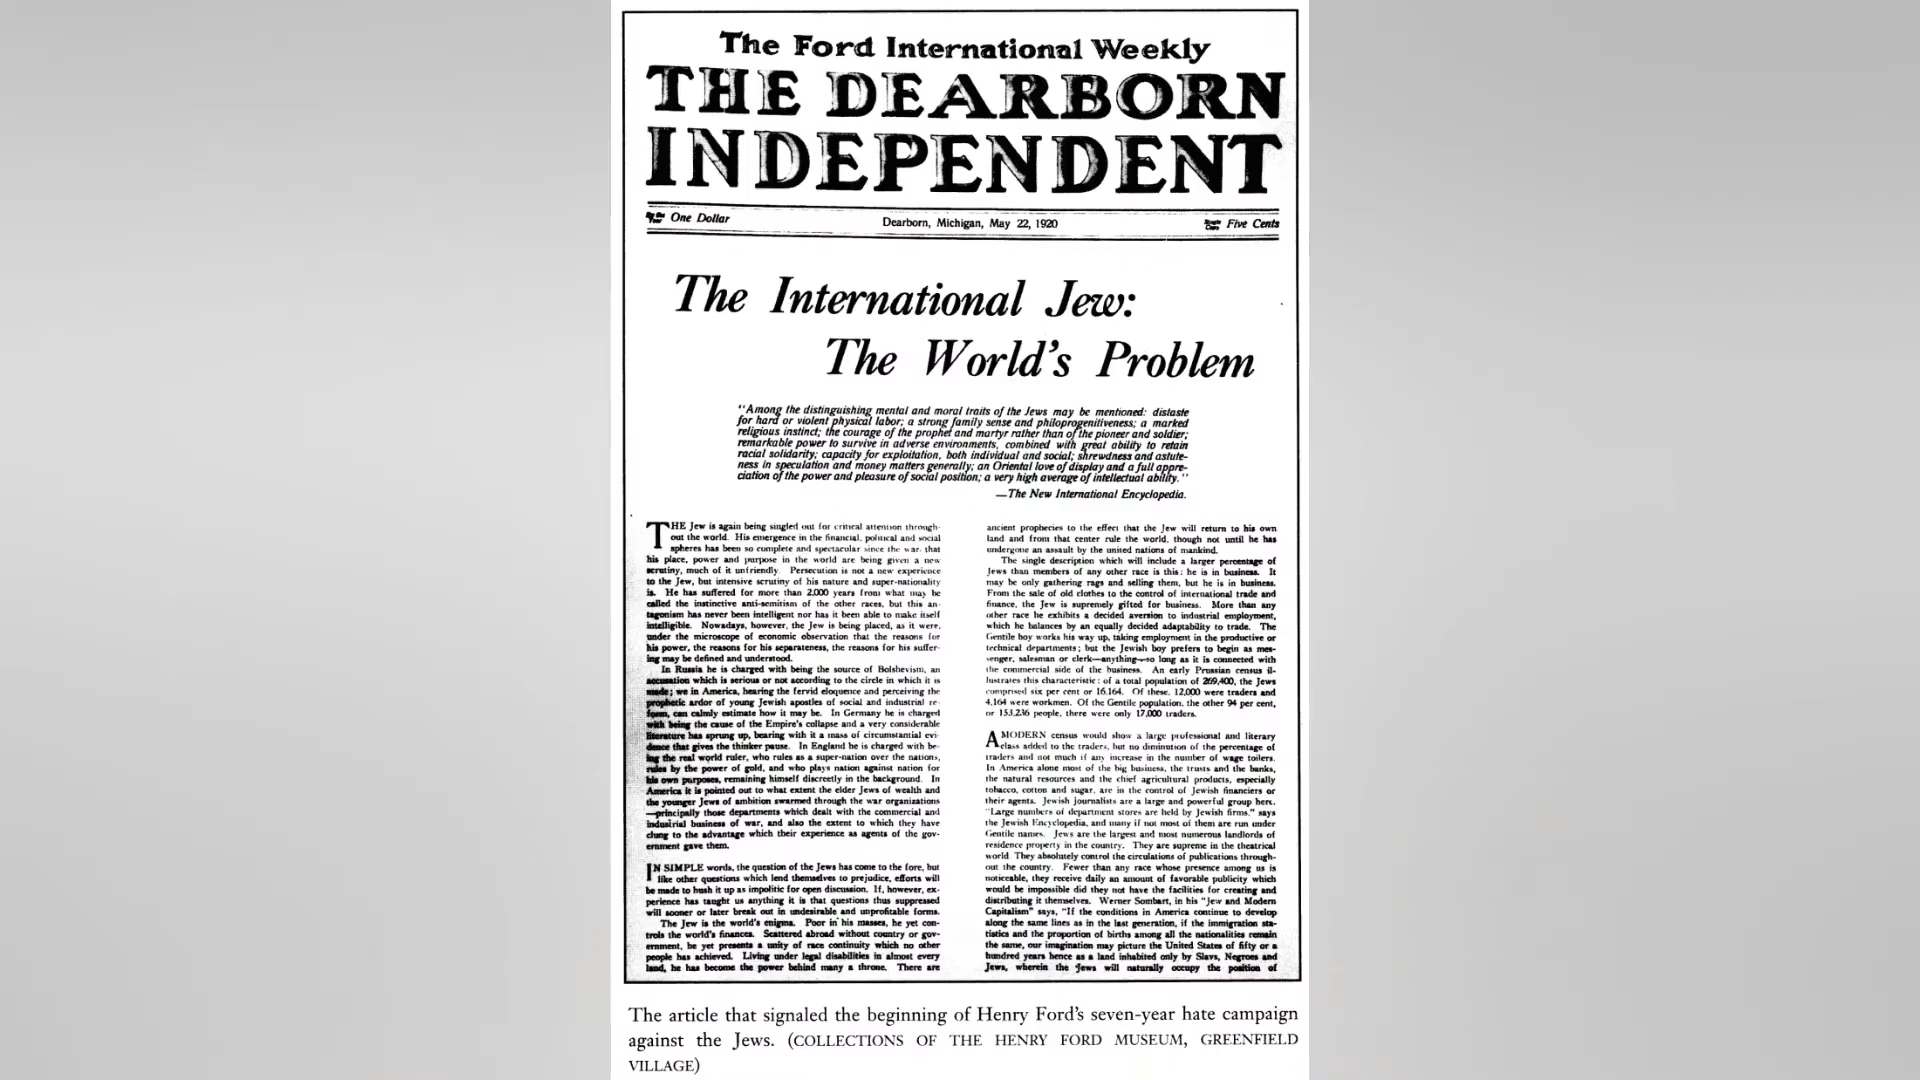 The Ford International Weekly
THE DEARBORN
INDEPENDENT
One Dollar
Dearborn, Michigan, May 22, 1920
Five Cents
The International Jew:
The World's Problem
"Among the distinguishing mental and moral traits of the Jews may be mentioned: distaste
for hard or violent physical labor; a strong family sense and philoprogenitiveness; a marked
religious instinct; the courage of the prophet and martyr rather than of the pioneer and soldier;
remarkable power to survive in adverse environments, combined with great ability to retain
racial solidarity; capacity for exploitation, both individual and social; shrewdness and astute-
ness in speculation and money matters generally; an Oriental love of display and a full appre-
ciation of the power and pleasure of social position; a very high average of intellectual ability."
—The New International Encyclopedia.
THE Jew is again being singled out for critical attention through-
out the world. His emergence in the financial, political and social
spheres has been so complete and spectacular since the war, that
his place, power and purpose in the world are being given a new
scrutiny, much of it unfriendly. Persecution is not a new experience
to the Jew, but intensive scrutiny of his nature and super-nationality
is. He has suffered for more than 2,000 years from what may be
called the instinctive anti-semitism of the other races, but this an-
tagonism has never been intelligent nor has it been able to make itself
intelligible. Nowadays, however, the Jew is being placed, as it were,
under the microscope of economic observation that the reasons for
his power, the reasons for his separateness, the reasons for his suffer-
ing may be defined and understood.
In Russia he is charged with being the source of Bolshevism, an
accusation which is serious or not according to the circle in which it is
made; we in America, hearing the fervid eloquence and perceiving the
prophetic ardor of young Jewish apostles of social and industrial re-
form, can calmly estimate how it may be. In Germany he is charged
with being the cause of the Empire's collapse and a very considerable
literature has sprung up, bearing with it a mass of circumstantial evi-
dence that gives the thinker pause. In England he is charged with be-
ing the real world ruler, who rules as a super-nation over the nations,
rules by the power of gold, and who plays nation against nation for
his own purposes, remaining himself discreetly in the background. In
America it is pointed out to what extent the elder Jews of wealth and
the younger Jews of ambition swarmed through the war organizations
—principally those departments which dealt with the commercial and
industrial business of war, and also the extent to which they have
clung to the advantage which their experience as agents of the gov-
ernment gave them.
IN SIMPLE words, the question of the Jews has come to the fore, but
like other questions which lend themselves to prejudice, efforts will
be made to hush it up as impolitic for open discussion. If, however, ex-
perience has taught us anything it is that questions thus suppressed
will sooner or later break out in undesirable and unprofitable forms.
The Jew is the world's enigma. Poor in his masses, he yet con-
trols the world's finances. Scattered abroad without country or gov-
ernment, he yet presents a unity of race continuity which no other
people has achieved. Living under legal disabilities in almost every
land, he has become the power behind many a throne. There are
ancient prophecies to the effect that the Jew will return to his own
land and from that center rule the world, though not until he has
undergone an assault by the united nations of mankind.
The single description which will include a larger percentage of
Jews than members of any other race is this: he is in business. It
may be only gathering rags and selling them, but he is in business.
From the sale of old clothes to the control of international trade and
finance, the Jew is supremely gifted for business. More than any
other race he exhibits a decided aversion to industrial employment,
which he balances by an equally decided adaptability to trade. The
Gentile boy works his way up, taking employment in the productive or
technical departments; but the Jewish boy prefers to begin as mes-
senger, salesman or clerk—anything—so long as it is connected with
the commercial side of the business. An early Prussian census il-
lustrates this characteristic: of a total population of 269,400, the Jews
comprised six per cent or 16,164. Of these, 12,000 were traders and
4,164 were workmen. Of the Gentile population, the other 94 per cent,
or 153,236 people, there were only 17,000 traders.
A MODERN census would show a large professional and literary
class added to the traders, but no diminution of the percentage of
traders and not much if any increase in the number of wage toilers.
In America alone most of the big business, the trusts and the banks,
the natural resources and the chief agricultural products, especially
tobacco, cotton and sugar, are in the control of Jewish financiers or
their agents. Jewish journalists are a large and powerful group here.
"Large numbers of department stores are held by Jewish firms," says
the Jewish Encyclopedia, and many if not most of them are run under
Gentile names. Jews are the largest and most numerous landlords of
residence property in the country. They are supreme in the theatrical
world. They absolutely control the circulations of publications through-
out the country. Fewer than any race whose presence among us is
noticeable, they receive daily an amount of favorable publicity which
would be impossible did they not have the facilities for creating and
distributing it themselves. Werner Sombart, in his "Jew and Modern
Capitalism" says, "If the conditions in America continue to develop
along the same lines as in the last generation, if the immigration sta-
tistics and the proportion of births among all the nationalities remain
the same, our imagination may picture the United States of fifty or a
hundred years hence as a land inhabited only by Slavs, Negroes and
Jews, wherein the Jews will naturally occupy the position of
The article that signaled the beginning of Henry Ford's seven-year hate campaign
against the Jews. (COLLECTIONS OF THE HENRY FORD MUSEUM, GREENFIELD
VILLAGE)